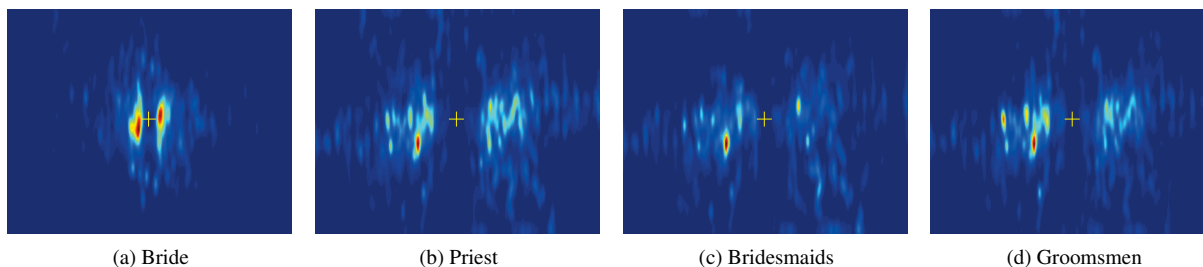 (a) Bride
(b) Priest
(c) Bridesmaids
(d) Groomsmen